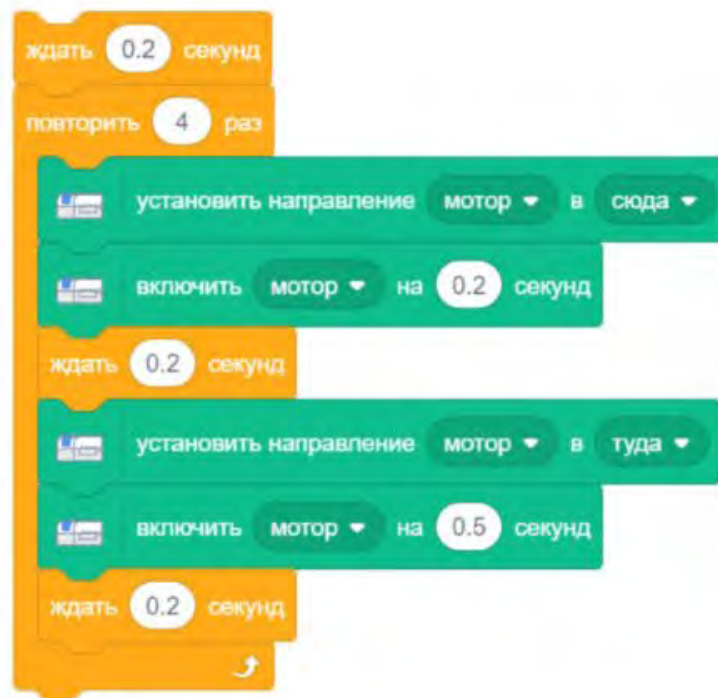 ждать 0.2 секунд
повторить 4 раз
установить направление мотор в сюда
включить мотор на 0.2 секунд
ждать 0.2 секунд
установить направление мотор в туда
включить мотор на 0.5 секунд
ждать 0.2 секунд